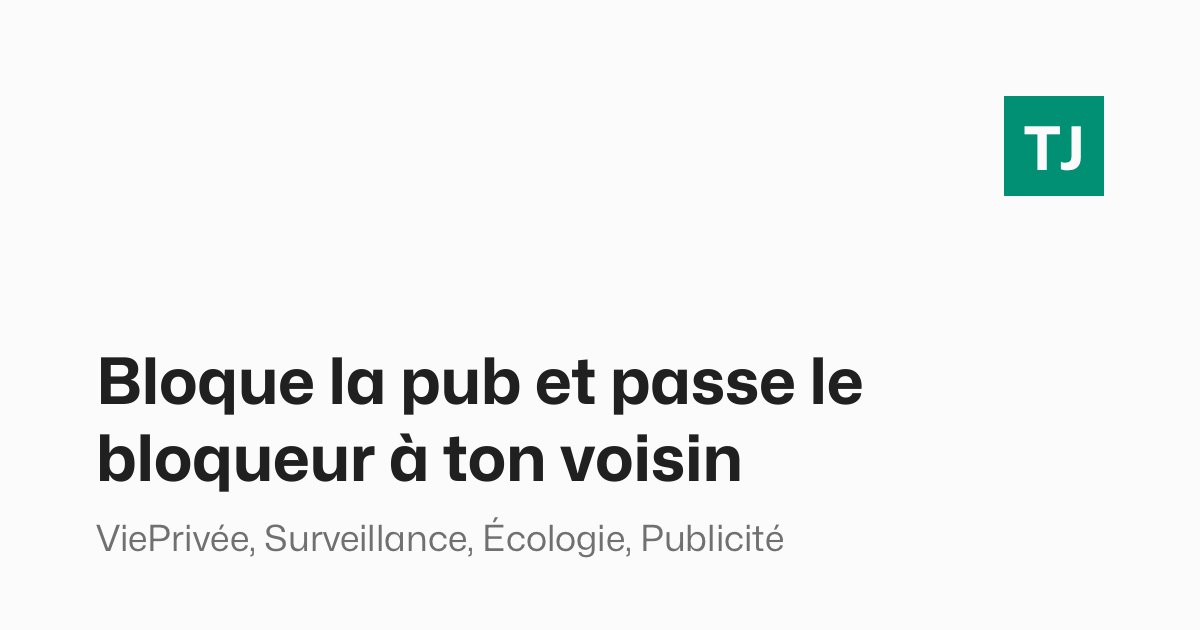 TJ
Bloque la pub et passe le
bloqueur à ton voisin
ViePrivée, Surveillance, Écologie, Publicité